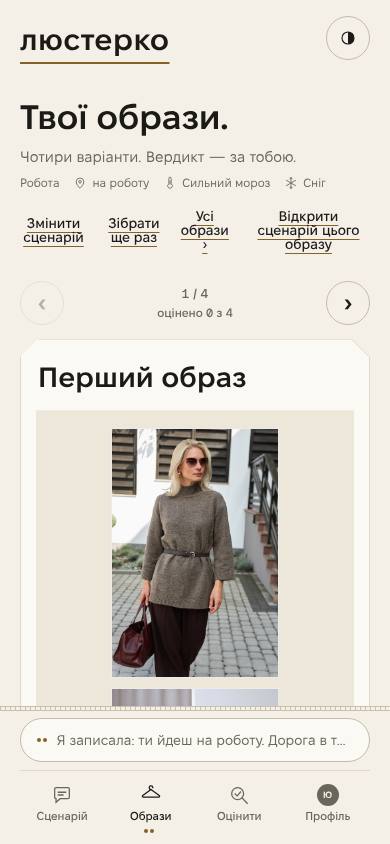 люстерко
Твої образи.
Чотири варіанти. Вердикт — за тобою.
Робота на роботу Сильний мороз Сніг
Змінити
сценарій
Зібрати
ще раз
Усі
образи
›
Відкрити
сценарій цього
образу
‹
1 / 4
оцінено 0 з 4
›
Перший образ
Я записала: ти йдеш на роботу. Дорога в т...
Сценарій
Образи
Оцінити
Ю
Профіль